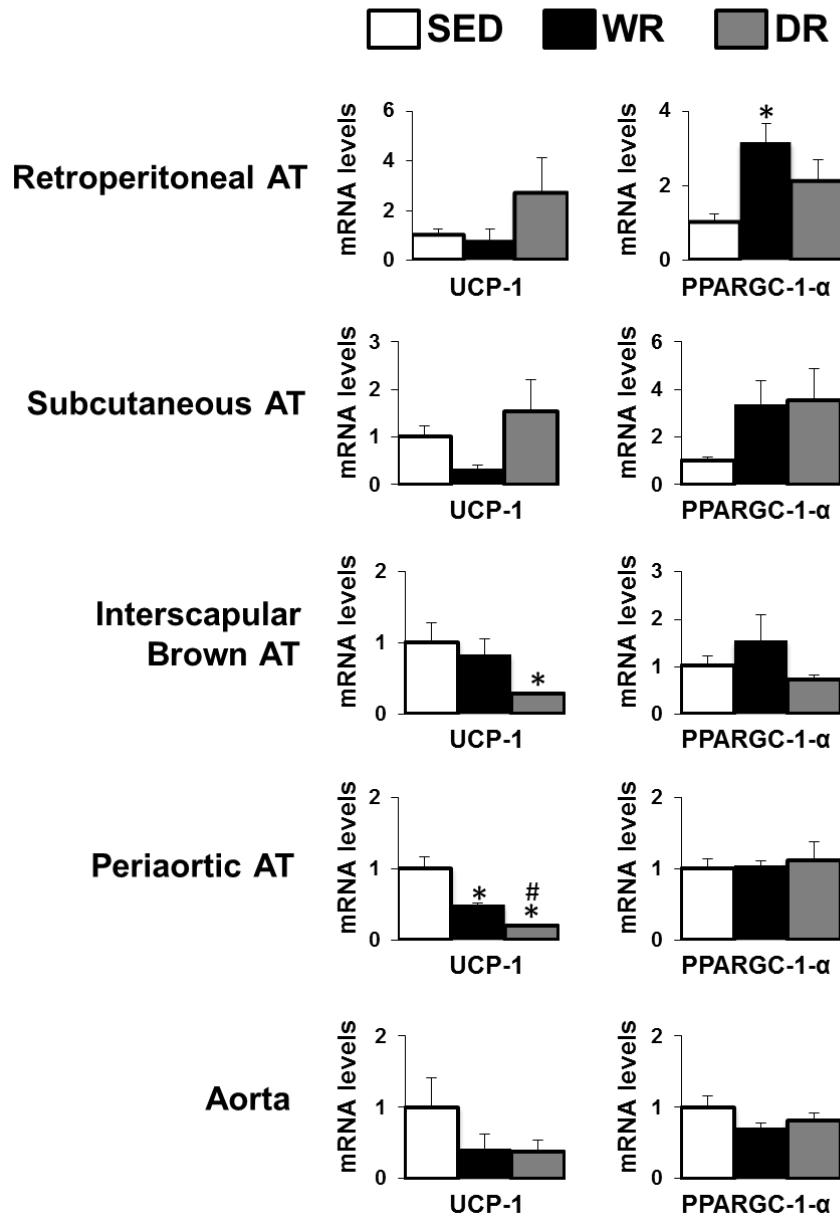 SED WR DR
Retroperitoneal AT
mRNA levels
6
4
2
0
UCP-1
mRNA levels
4
2
0
*
PPARGC-1-α
Subcutaneous AT
mRNA levels
3
2
1
0
UCP-1
mRNA levels
6
4
2
0
PPARGC-1-α
Interscapular
Brown AT
mRNA levels
2
1
0
*
UCP-1
mRNA levels
3
2
1
0
PPARGC-1-α
Periaortic AT
mRNA levels
2
1
0
*
#
*
UCP-1
mRNA levels
2
1
0
PPARGC-1-α
Aorta
mRNA levels
2
1
0
UCP-1
mRNA levels
2
1
0
PPARGC-1-α